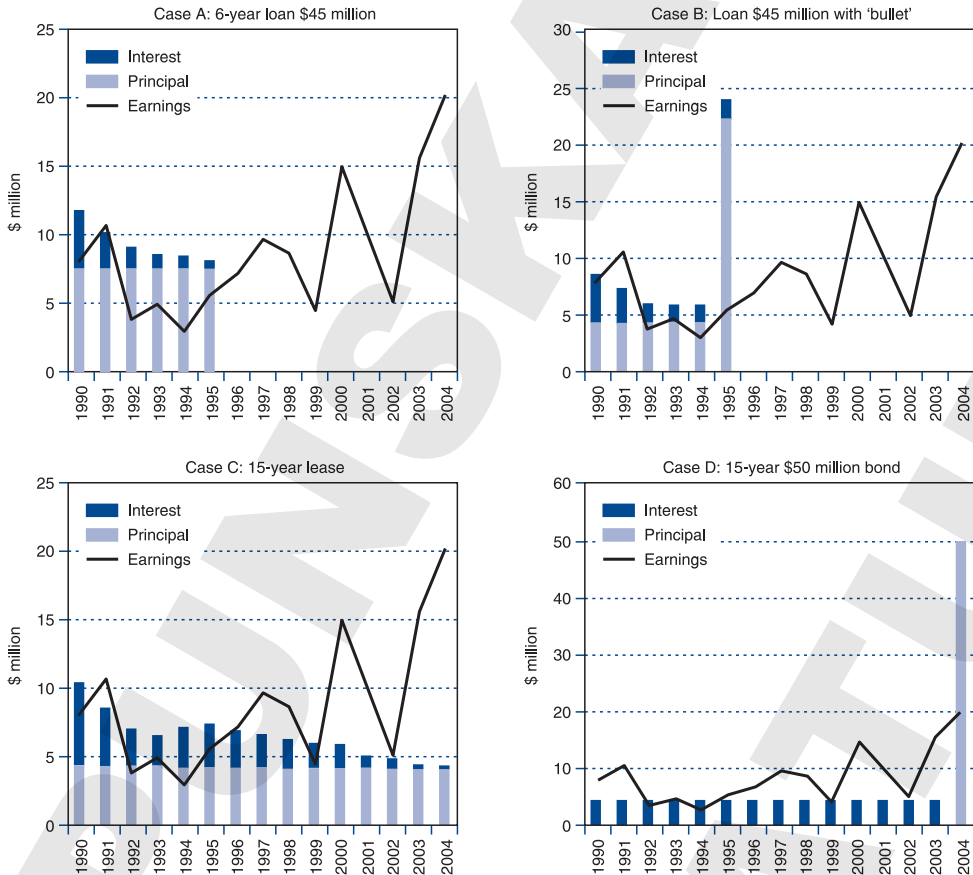 Case A: 6-year loan $45 million
25
20
15
10
5
0
$ million
Interest
Principal
Earnings
1990 1991 1992 1993 1994 1995 1996 1997 1998 1999 2000 2001 2002 2003 2004
Case B: Loan $45 million with ‘bullet’
30
25
20
15
10
5
0
$ million
Interest
Principal
Earnings
1990 1991 1992 1993 1994 1995 1996 1997 1998 1999 2000 2001 2002 2003 2004
Case C: 15-year lease
25
20
15
10
5
0
$ million
Interest
Principal
Earnings
1990 1991 1992 1993 1994 1995 1996 1997 1998 1999 2000 2001 2002 2003 2004
Case D: 15-year $50 million bond
60
50
40
30
20
10
0
$ million
Interest
Principal
Earnings
1990 1991 1992 1993 1994 1995 1996 1997 1998 1999 2000 2001 2002 2003 2004